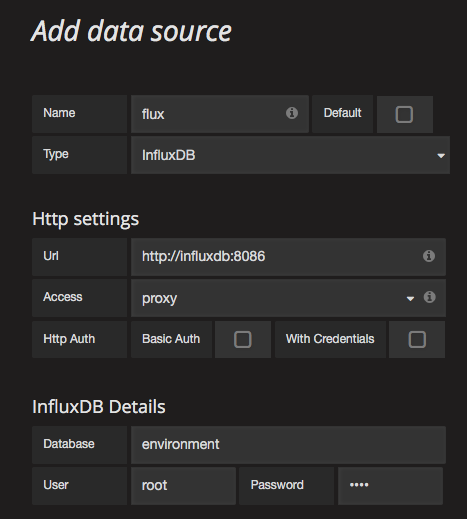 Add data source
Name flux Default
Type InfluxDB
Http settings
Url http://influxdb:8086
Access proxy
Http Auth Basic Auth With Credentials
InfluxDB Details
Database environment
User root Password ••••